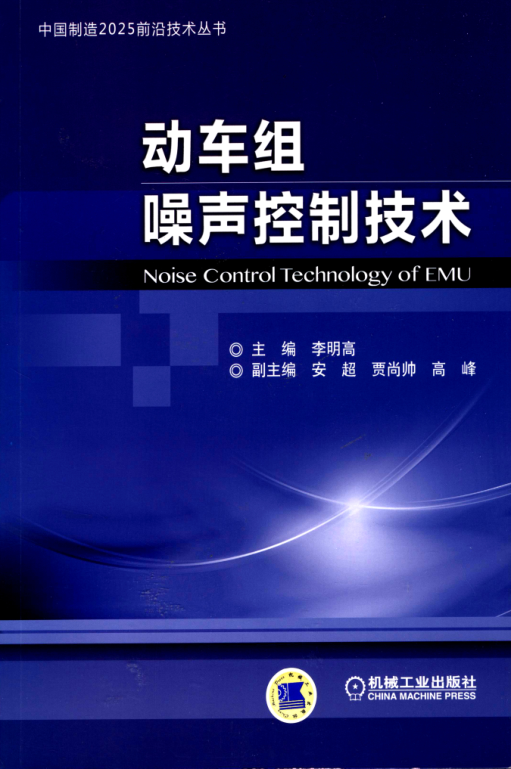 中国制造2025前沿技术丛书
动车组
噪声控制技术
Noise Control Technology of EMU
◎ 主 编 李明高
◎ 副主编 安 超 贾尚帅 高 峰
机械工业出版社
CHINA MACHINE PRESS